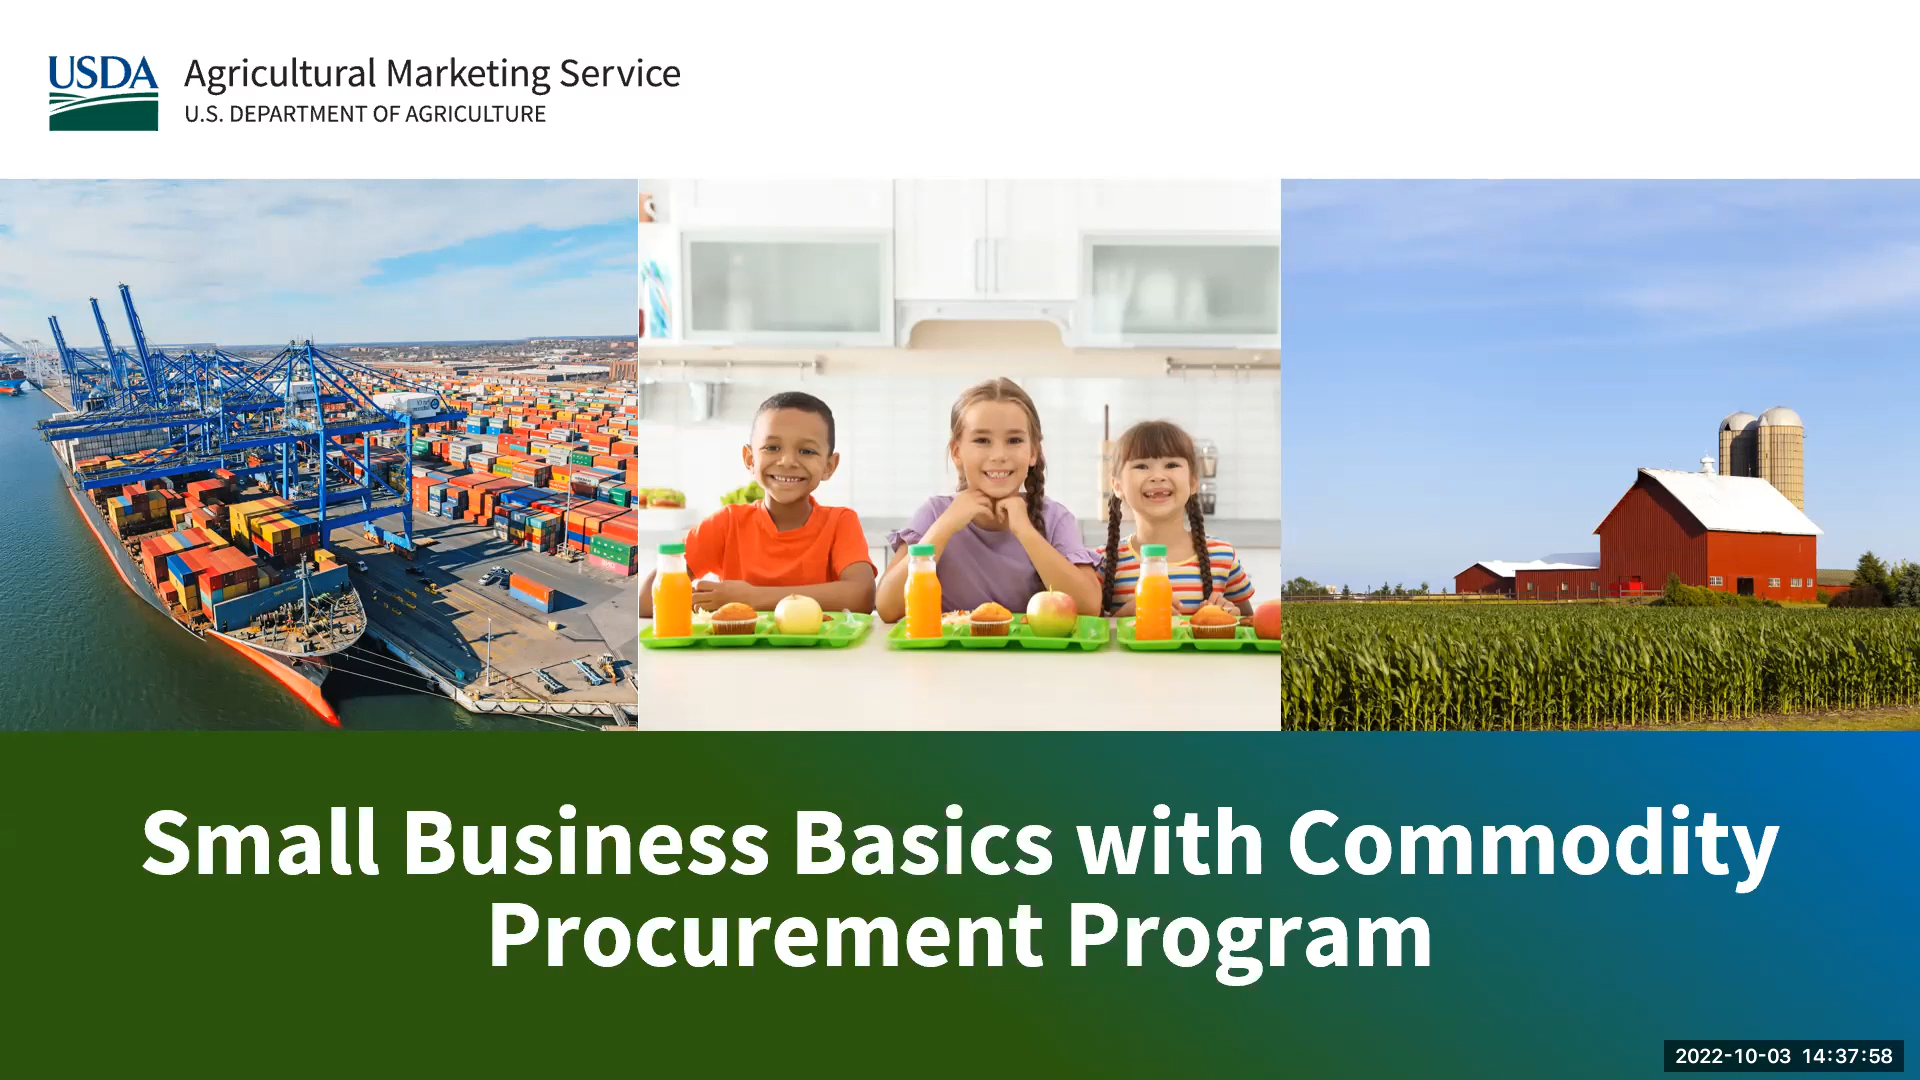 USDA
Agricultural Marketing Service
U.S. DEPARTMENT OF AGRICULTURE
Small Business Basics with Commodity
Procurement Program
2022-10-03 14:37:58